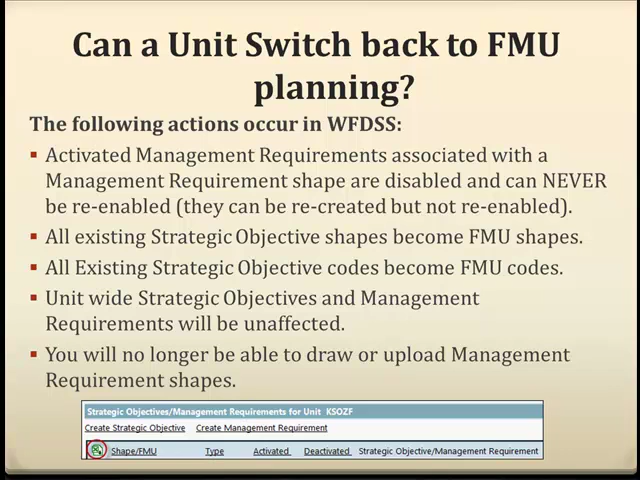 Can a Unit Switch back to FMU
planning?
The following actions occur in WFDSS:
▪ Activated Management Requirements associated with a
Management Requirement shape are disabled and can NEVER
be re-enabled (they can be re-created but not re-enabled).
▪ All existing Strategic Objective shapes become FMU shapes.
▪ All Existing Strategic Objective codes become FMU codes.
▪ Unit wide Strategic Objectives and Management
Requirements will be unaffected.
▪ You will no longer be able to draw or upload Management
Requirement shapes.
Strategic Objectives/Management Requirements for Unit KSOZF
Create Strategic Objective Create Management Requirement
Shape/FMU Type Activated Deactivated Strategic Objective/Management Requirement